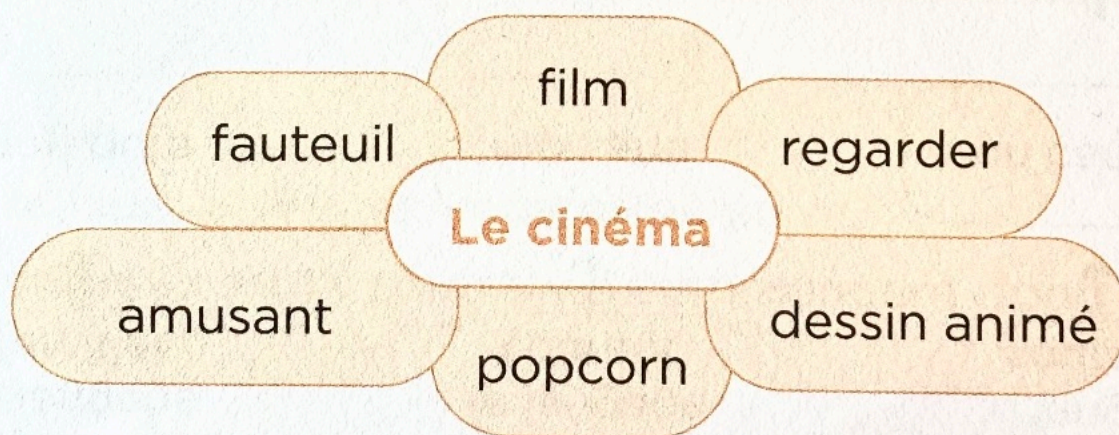 film
fauteuil
regarder
Le cinéma
amusant
dessin animé
popcorn